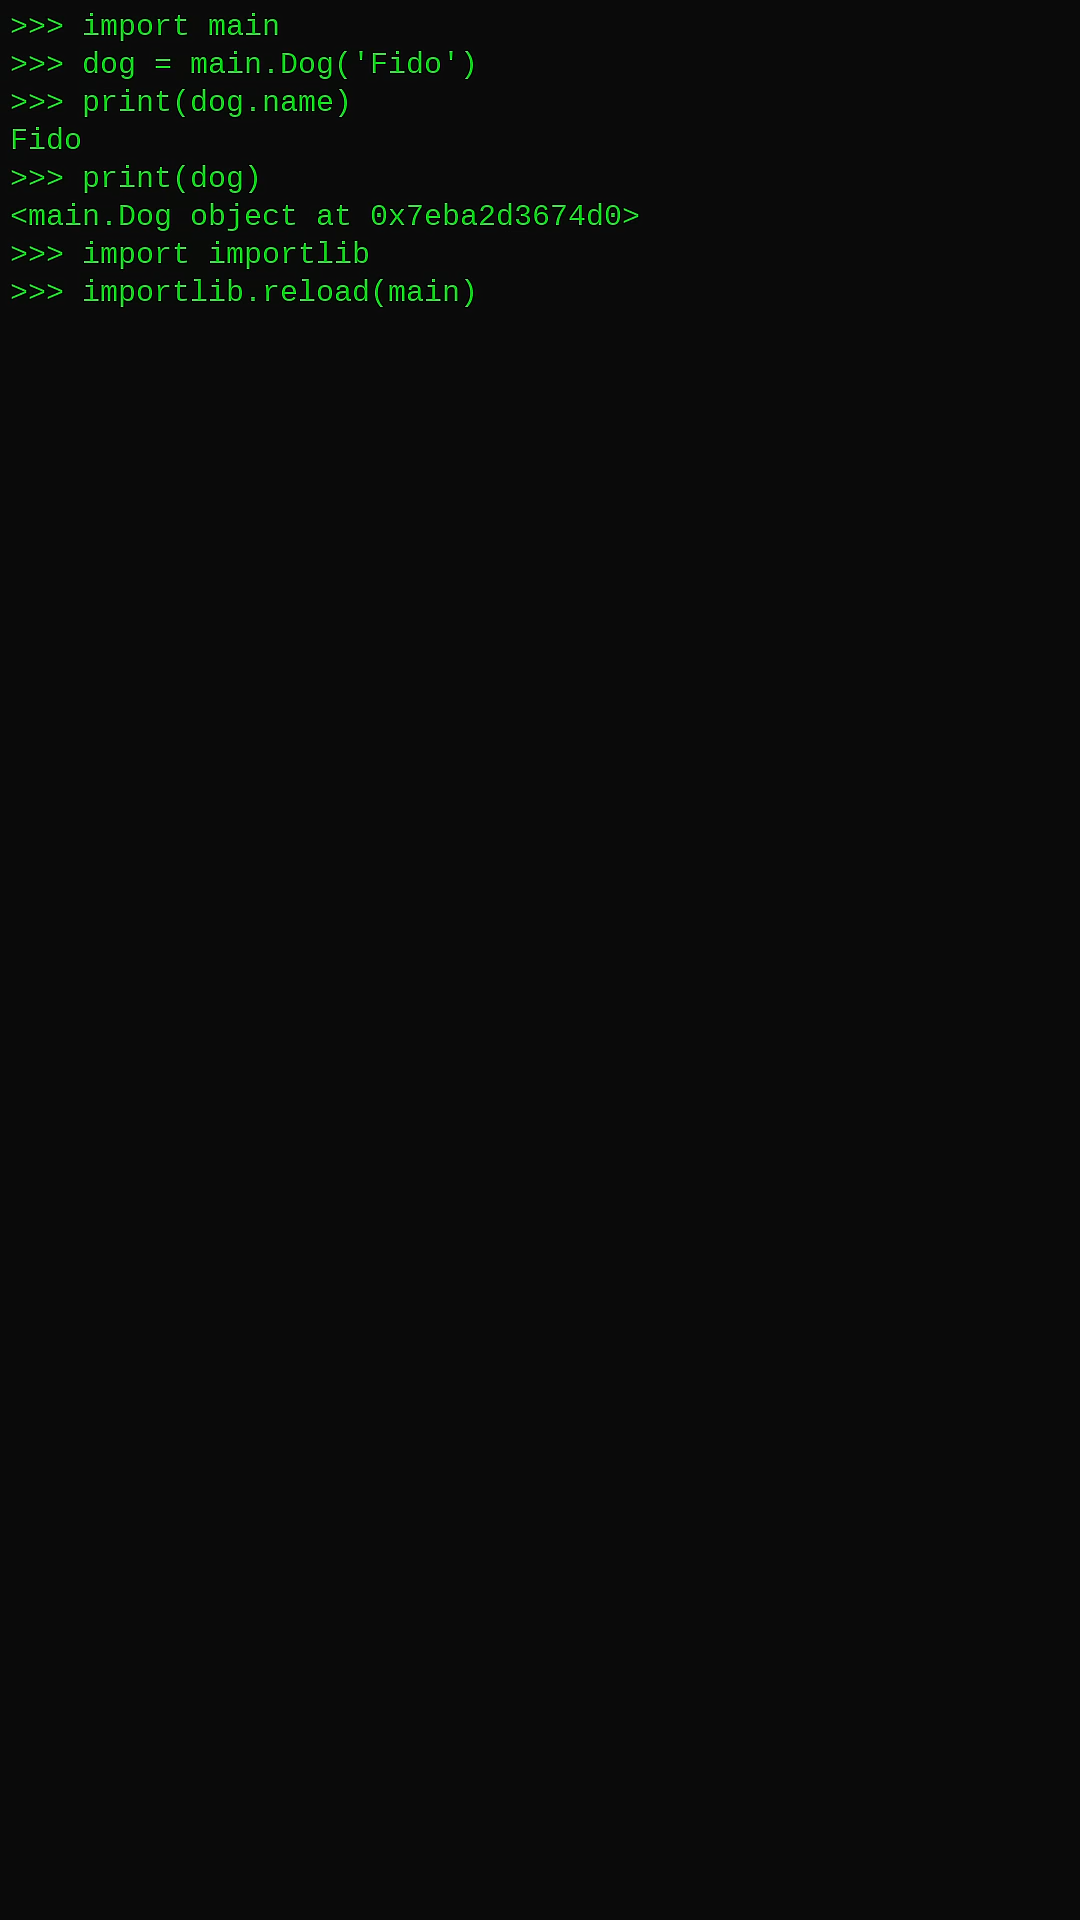 >>> import main
>>> dog = main.Dog('Fido')
>>> print(dog.name)
Fido
>>> print(dog)
<main.Dog object at 0x7eba2d3674d0>
>>> import importlib
>>> importlib.reload(main)